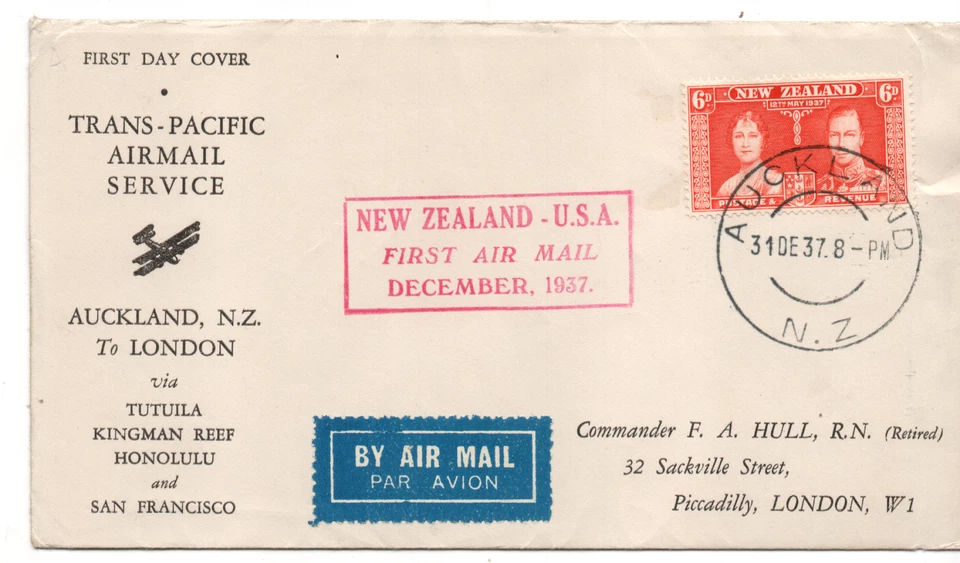 FIRST DAY COVER
TRANS-PACIFIC
AIRMAIL
SERVICE
AUCKLAND, N.Z.
To LONDON
via
TUTUILA
KINGMAN REEF
HONOLULU
and
SAN FRANCISCO
NEW ZEALAND - U.S.A.
FIRST AIR MAIL
DECEMBER, 1937.
6D NEW ZEALAND 6D
12TH MAY 1937
POSTAGE & REVENUE
AUCKLAND
31 DE 37. 8 - PM
N.Z
BY AIR MAIL
PAR AVION
Commander F. A. HULL, R.N. (Retired)
32 Sackville Street,
Piccadilly, LONDON, W1